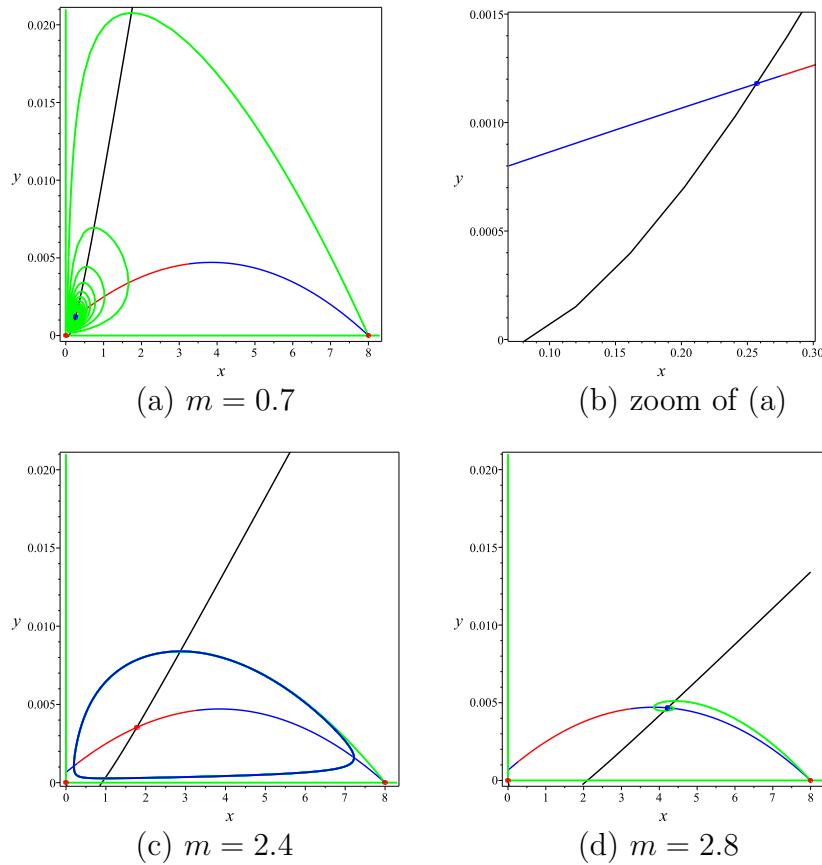 0.020
0.015
y
0.010
0.005
0
0 1 2 3 4 5 6 7 8
x
(a) m = 0.7
0.0015
0.0010
y
0.0005
0
0.10 0.15 0.20 0.25 0.30
x
(b) zoom of (a)
0.020
0.015
y
0.010
0.005
0
0 1 2 3 4 5 6 7 8
x
(c) m = 2.4
0.020
0.015
y
0.010
0.005
0
0 1 2 3 4 5 6 7 8
x
(d) m = 2.8